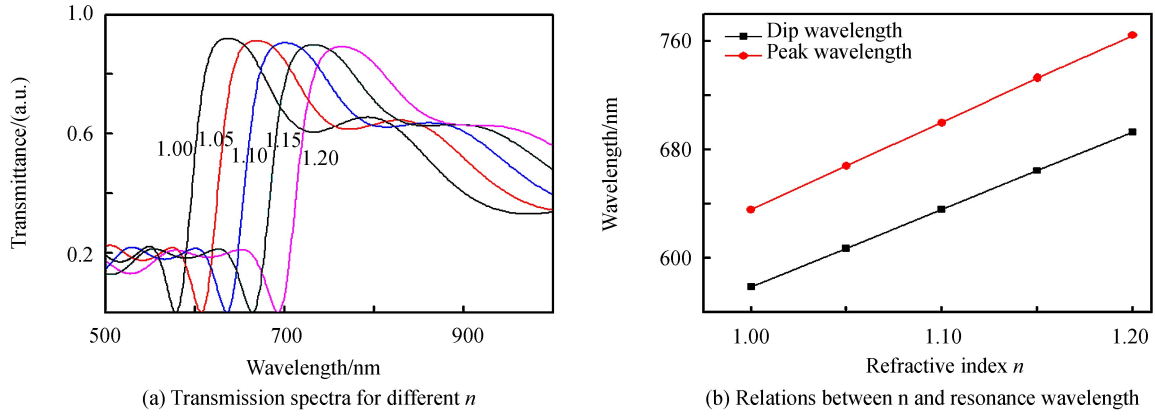 1.0
0.6
0.2
Transmittance/(a.u.)
1.00
1.05
1.10
1.15
1.20
500
700
900
Wavelength/nm
(a) Transmission spectra for different n
Dip wavelength
Peak wavelength
760
680
600
Wavelength/nm
1.00
1.10
1.20
Refractive index n
(b) Relations between n and resonance wavelength